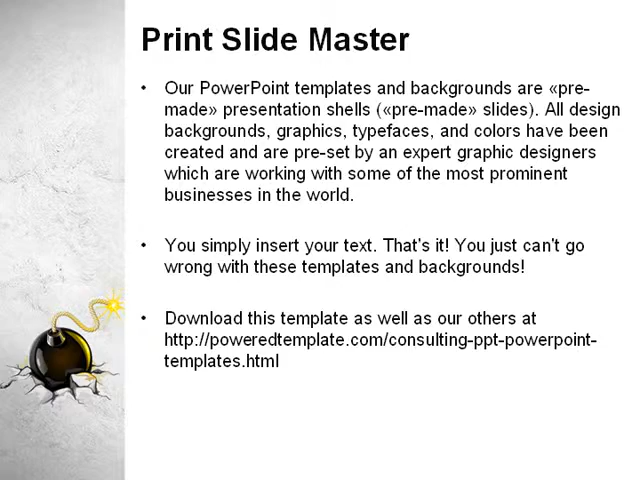 Print Slide Master
• Our PowerPoint templates and backgrounds are «pre-
made» presentation shells («pre-made» slides). All design
backgrounds, graphics, typefaces, and colors have been
created and are pre-set by an expert graphic designers
which are working with some of the most prominent
businesses in the world.
• You simply insert your text. That's it! You just can't go
wrong with these templates and backgrounds!
• Download this template as well as our others at
http://poweredtemplate.com/consulting-ppt-powerpoint-
templates.html